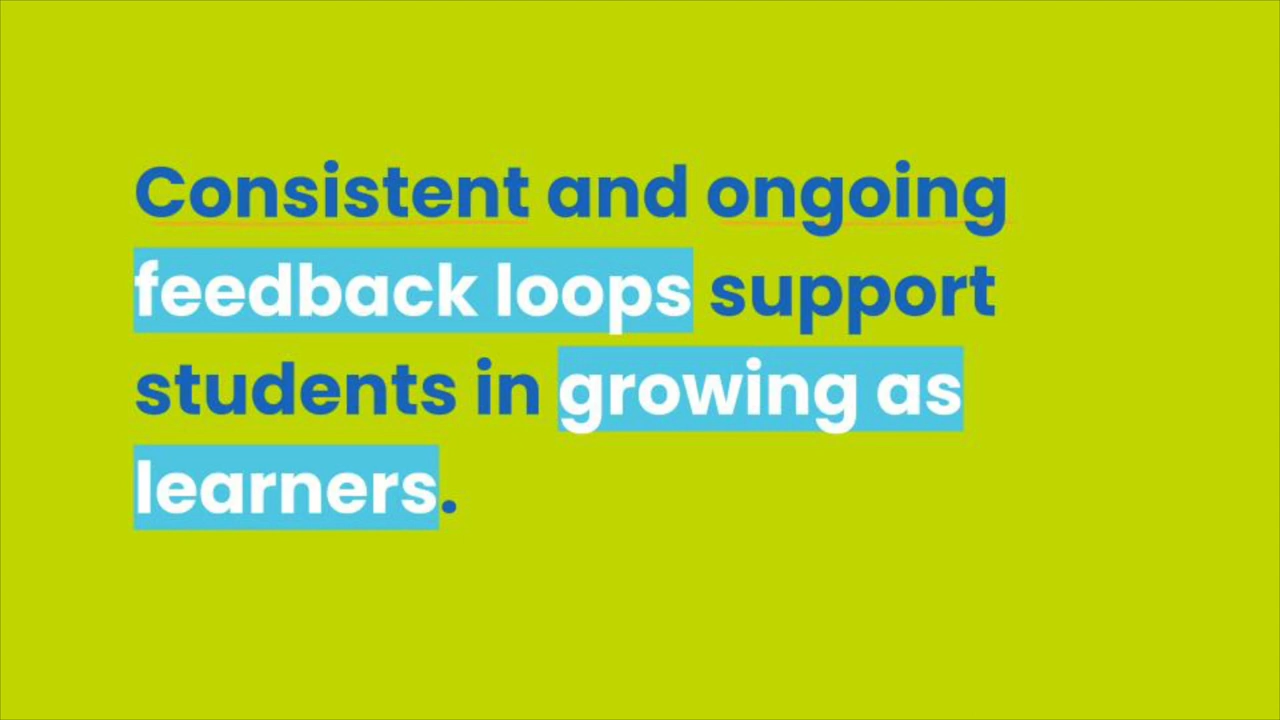 Consistent and ongoing
feedback loops support
students in growing as
learners.